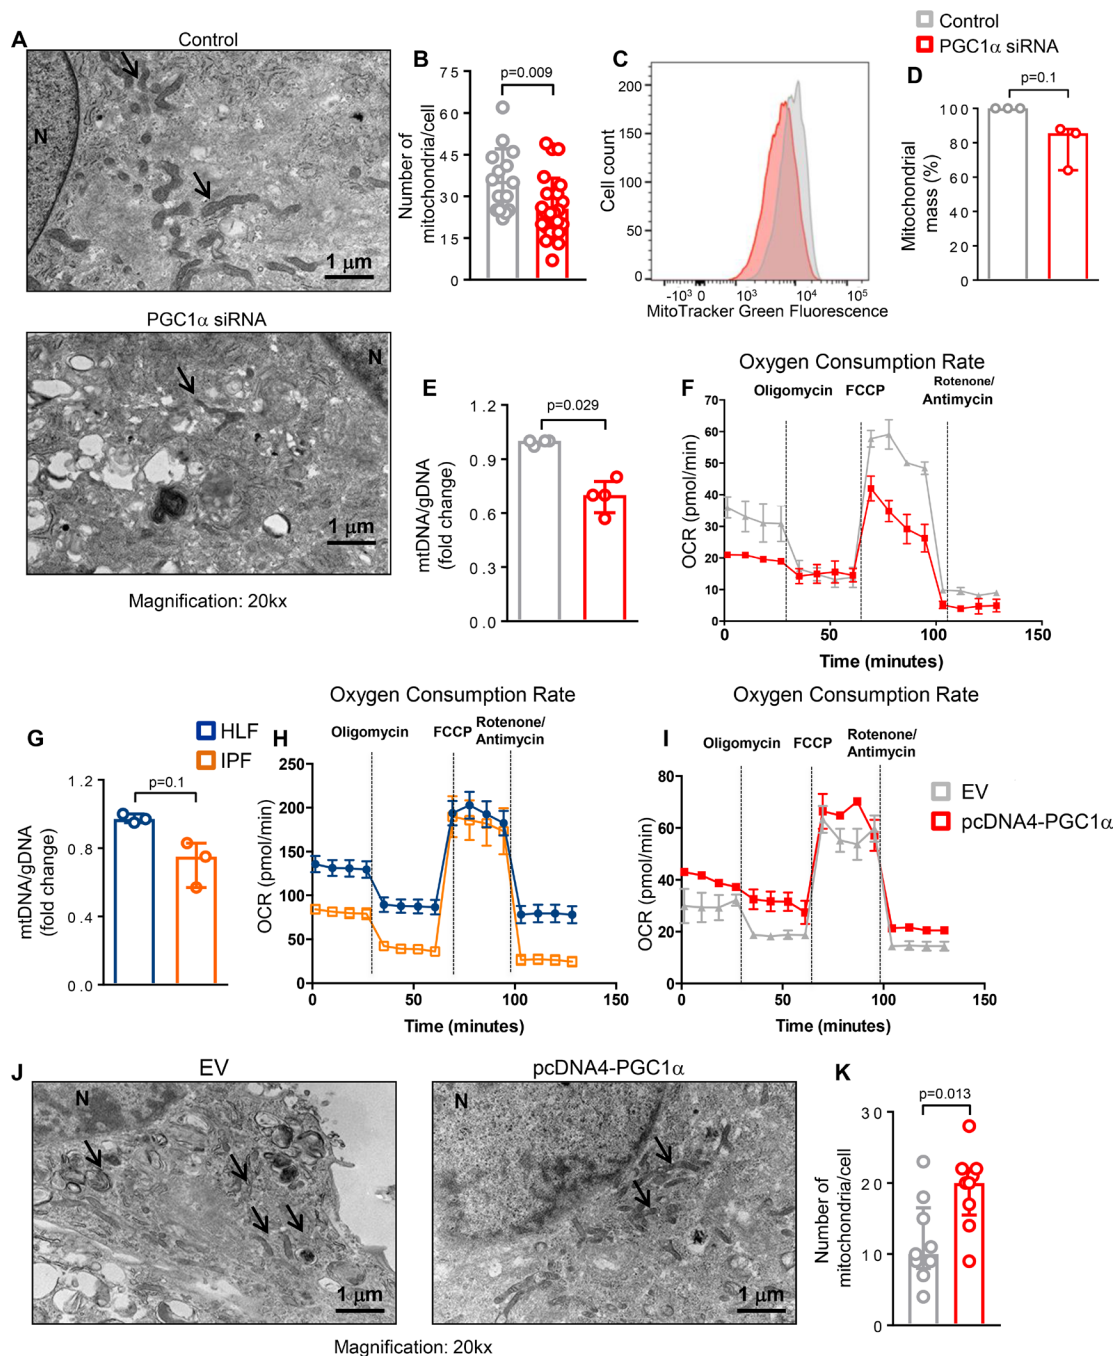 A
Control
N
1 μm
PGC1α siRNA
N
1 μm
Magnification: 20kx
B
p=0.009
Number of
mitochondria/cell
75
60
45
30
15
0
C
Cell count
200
150
100
50
0
-10³ 0 10³ 10⁴ 10⁵
MitoTracker Green Fluorescence
Control
PGC1α siRNA
D
p=0.1
Mitochondrial
mass (%)
100
80
60
40
20
0
E
p=0.029
mtDNA/gDNA
(fold change)
1.2
0.9
0.6
0.3
0.0
Oxygen Consumption Rate
F
Oligomycin
FCCP
Rotenone/
Antimycin
OCR (pmol/min)
70
60
50
40
30
20
10
0
0 50 100 150
Time (minutes)
G
HLF
IPF
p=0.1
mtDNA/gDNA
(fold change)
1.2
0.8
0.4
0.0
Oxygen Consumption Rate
H
Oligomycin
FCCP
Rotenone/
Antimycin
OCR (pmol/min)
250
200
150
100
50
0
0 50 100 150
Time (minutes)
Oxygen Consumption Rate
I
Oligomycin
FCCP
Rotenone/
Antimycin
OCR (pmol/min)
80
60
40
20
0
0 50 100 150
Time (minutes)
EV
pcDNA4-PGC1α
J
EV
N
1 μm
pcDNA4-PGC1α
N
1 μm
Magnification: 20kx
K
p=0.013
Number of
mitochondria/cell
30
20
10
0